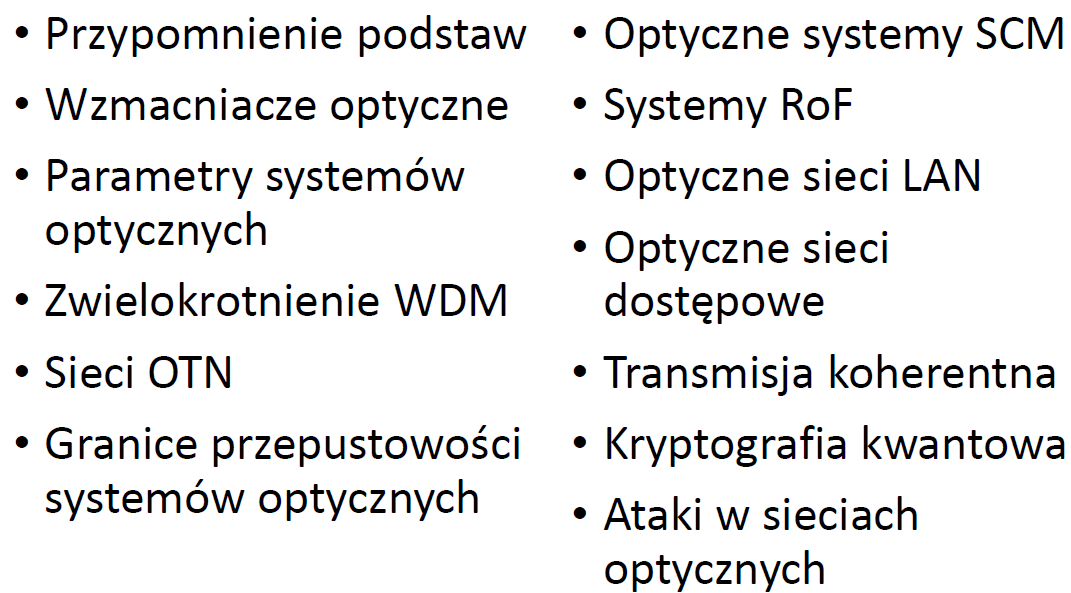 • Przypomnienie podstaw
• Wzmacniacze optyczne
• Parametry systemów
optycznych
• Zwielokrotnienie WDM
• Sieci OTN
• Granice przepustowości
systemów optycznych
• Optyczne systemy SCM
• Systemy RoF
• Optyczne sieci LAN
• Optyczne sieci
dostępowe
• Transmisja koherentna
• Kryptografia kwantowa
• Ataki w sieciach
optycznych